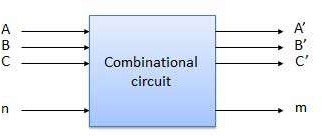 A A′
B B′
C C′
Combinational
circuit
n m